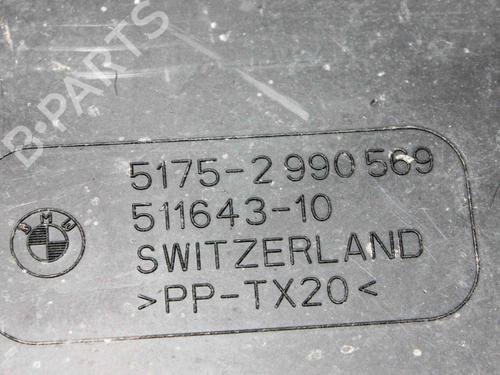 B-PARTS
5175-2 990 569
511643-10
BMW
SWITZERLAND
>PP-TX20<